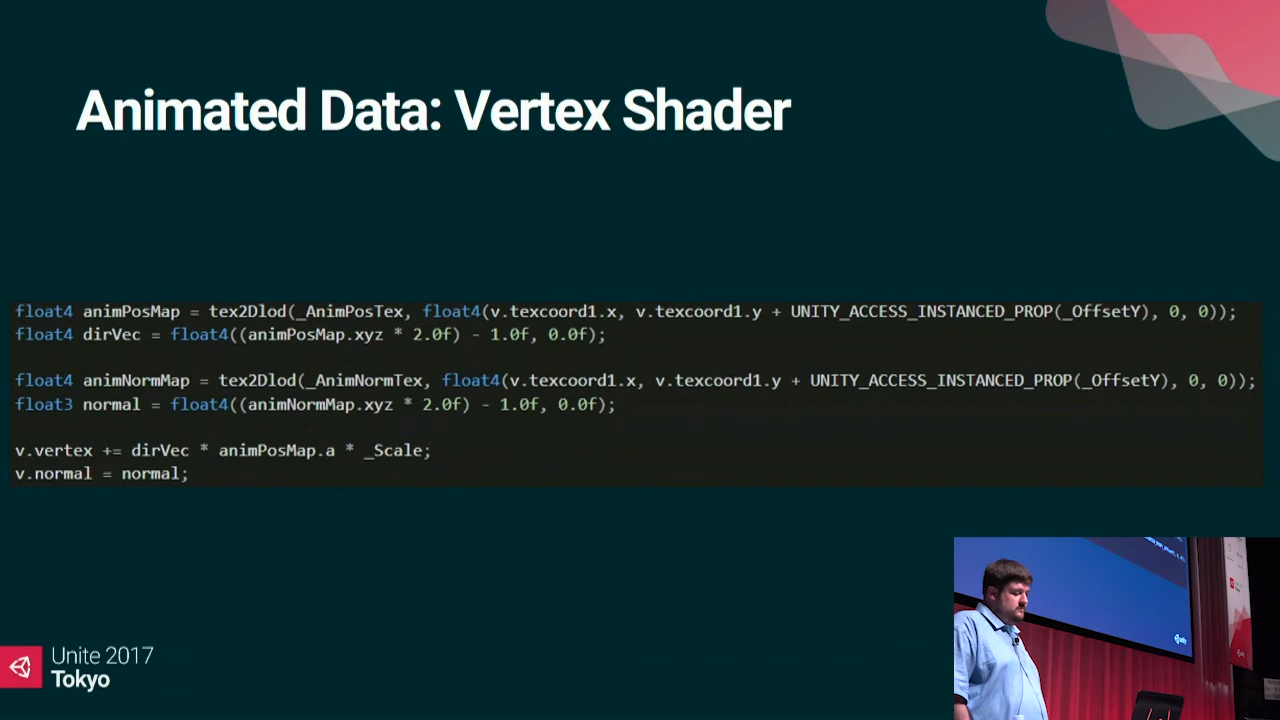 Animated Data: Vertex Shader
float4 animPosMap = tex2Dlod(_AnimPosTex, float4(v.texcoord1.x, v.texcoord1.y + UNITY_ACCESS_INSTANCED_PROP(_OffsetY), 0, 0));
float4 dirVec = float4((animPosMap.xyz * 2.0f) - 1.0f, 0.0f);
float4 animNormMap = tex2Dlod(_AnimNormTex, float4(v.texcoord1.x, v.texcoord1.y + UNITY_ACCESS_INSTANCED_PROP(_OffsetY), 0, 0));
float3 normal = float4((animNormMap.xyz * 2.0f) - 1.0f, 0.0f);
v.vertex += dirVec * animPosMap.a * _Scale;
v.normal = normal;
Unite 2017
Tokyo